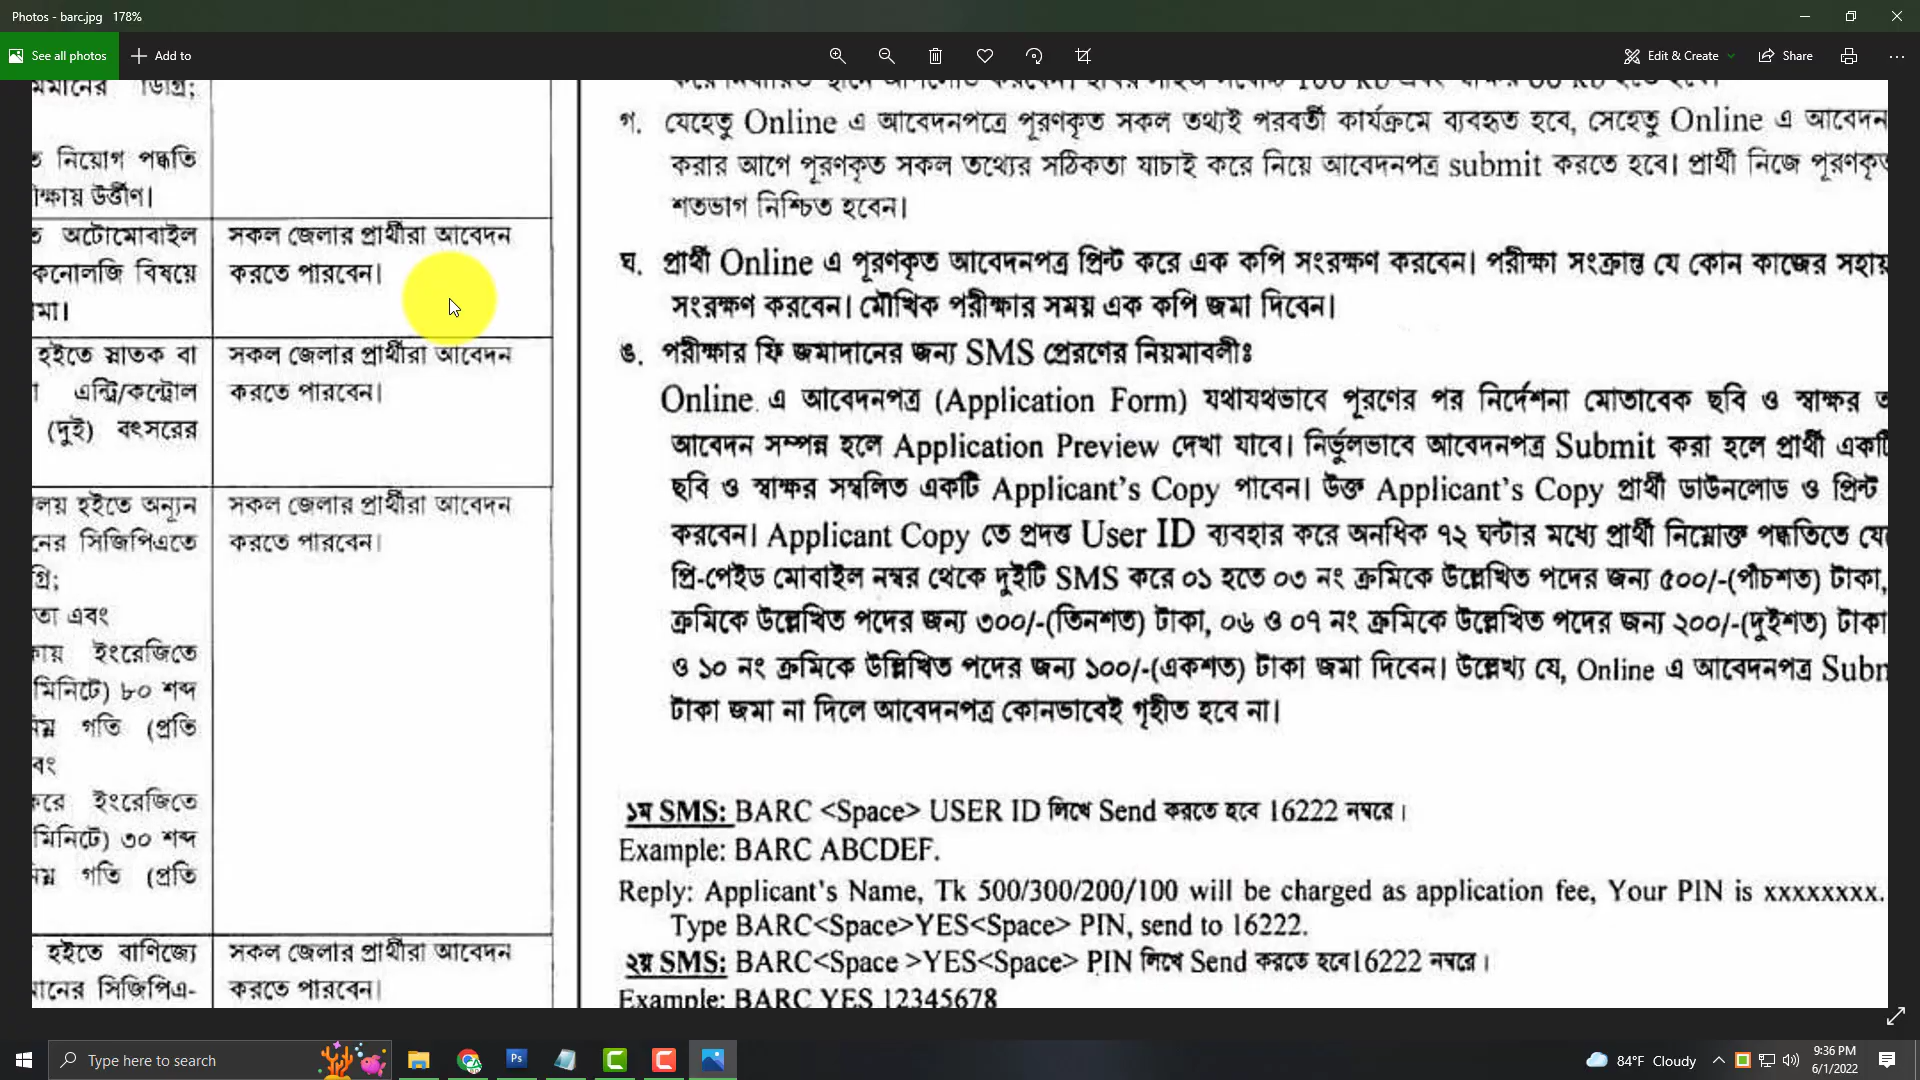 Photos - barc.jpg 178%
See all photos
Add to
Edit & Create
Share
ত নিয়োগ পদ্ধতি
উর্ত্তীণ।
ত অটোমোবাইল
বিষয়ে
সকল জেলার প্রার্থীরা আবেদন
করতে পারবেন।
হইতে স্নাতক বা
এন্ট্রি/কন্ট্রোল
(দুই) বৎসরের
সকল জেলার প্রার্থীরা আবেদন
করতে পারবেন।
হইতে অন্যূন
সিজিপিএতে
এবং
ইংরেজিতে
মিনিটে) ৮০ শব্দ
গতি (প্রতি
ইংরেজিতে
মিনিটে) ৩০ শব্দ
গতি (প্রতি
সকল জেলার প্রার্থীরা আবেদন
করতে পারবেন।
হইতে বাণিজ্যে
সিজিপিএ-
সকল জেলার প্রার্থীরা আবেদন
করতে পারবেন।
গ. যেহেতু Online এ আবেদনপত্রে পূরণকৃত সকল তথ্যই পরবর্তী কার্যক্রমে ব্যবহৃত হবে, সেহেতু Online এ আবেদন
করার আগে পূরণকৃত সকল তথ্যের সঠিকতা যাচাই করে নিয়ে আবেদনপত্র submit করতে হবে। প্রার্থী নিজে পূরণকৃত
শতভাগ নিশ্চিত হবেন।
ঘ. প্রার্থী Online এ পূরণকৃত আবেদনপত্র প্রিন্ট করে এক কপি সংরক্ষণ করবেন। পরীক্ষা সংক্রান্ত যে কোন কাজের সহায়
সংরক্ষণ করবেন। মৌখিক পরীক্ষার সময় এক কপি জমা দিবেন।
ঙ. পরীক্ষার ফি জমাদানের জন্য SMS প্রেরণের নিয়মাবলীঃ
Online এ আবেদনপত্র (Application Form) যথাযথভাবে পূরণের পর নির্দেশনা মোতাবেক ছবি ও স্বাক্ষর
আবেদন সম্পন্ন হলে Application Preview দেখা যাবে। নির্ভুলভাবে আবেদনপত্র Submit করা হলে প্রার্থী একটি
ছবি ও স্বাক্ষর সম্বলিত একটি Applicant's Copy পাবেন। উক্ত Applicant's Copy প্রার্থী ডাউনলোড ও প্রিন্ট
করবেন। Applicant Copy তে প্রদত্ত User ID ব্যবহার করে অনধিক ৭২ ঘন্টার মধ্যে প্রার্থী নিম্নোক্ত পদ্ধতিতে
প্রি-পেইড মোবাইল নম্বর থেকে দুইটি SMS করে ০১ হতে ০৩ নং ক্রমিকে উল্লেখিত পদের জন্য ৫০০/-(পাঁচশত) টাকা,
ক্রমিকে উল্লেখিত পদের জন্য ৩০০/-(তিনশত) টাকা, ০৬ ও ০৭ নং ক্রমিকে উল্লেখিত পদের জন্য ২০০/-(দুইশত) টাকা
ও ১০ নং ক্রমিকে উল্লিখিত পদের জন্য ১০০/-(একশত) টাকা জমা দিবেন। উল্লেখ্য যে, Online এ আবেদনপত্র
টাকা জমা না দিলে আবেদনপত্র কোনভাবেই গৃহীত হবে না।
১ম SMS: BARC <Space> USER ID লিখে Send করতে হবে 16222 নম্বরে।
Example: BARC ABCDEF.
Reply: Applicant's Name, Tk 500/300/200/100 will be charged as application fee, Your PIN is xxxxxxxx.
Type BARC<Space>YES<Space> PIN, send to 16222.
২য় SMS: BARC<Space >YES<Space> PIN লিখে Send করতে হবে16222 নম্বরে।
Example: BARC YES 12345678
Type here to search
84°F Cloudy
9:36 PM
6/1/2022